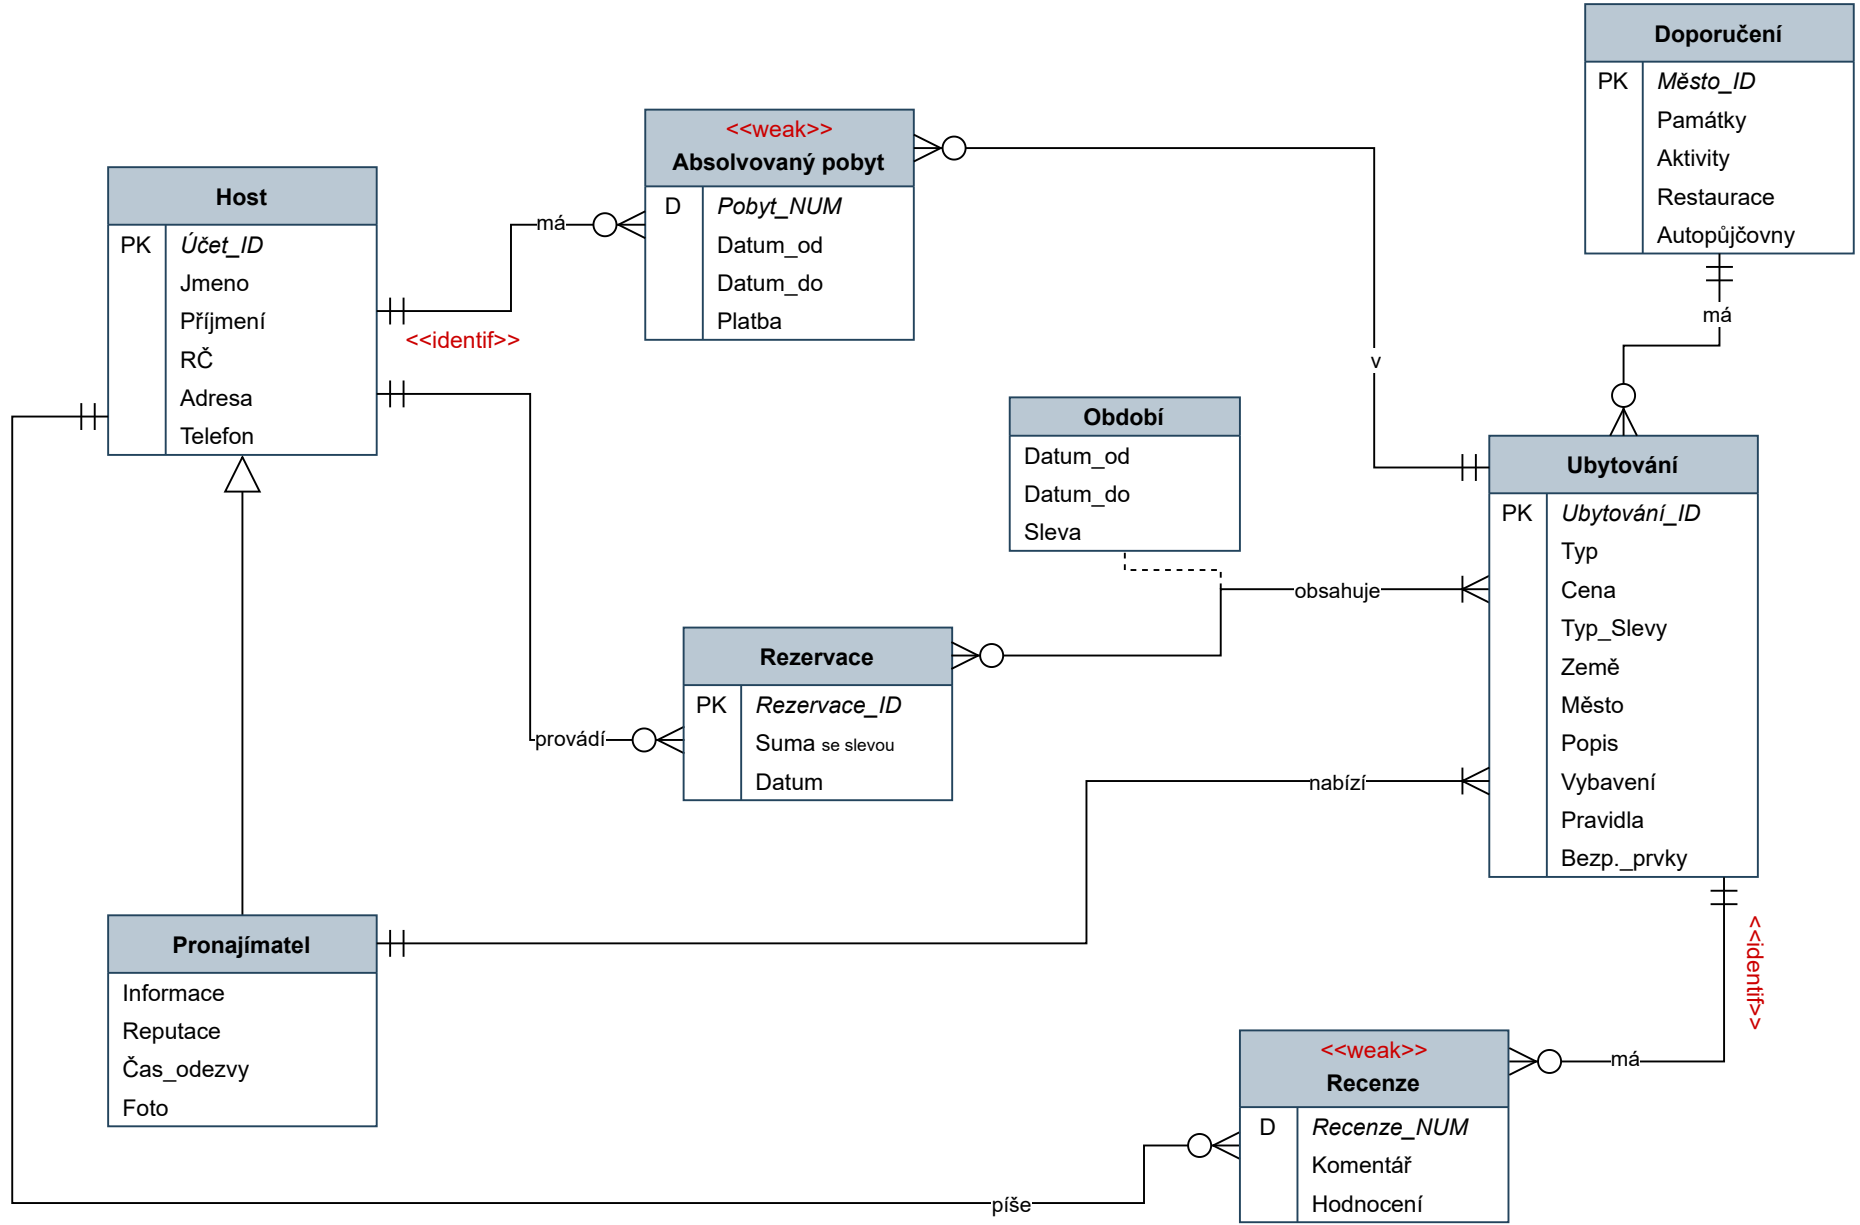 Doporučení
PK Město_ID
Památky
Aktivity
Restaurace
Autopůjčovny
má
<<weak>>
Absolvovaný pobyt
D Pobyt_NUM
Datum_od
Datum_do
Platba
Host
PK Účet_ID
Jmeno
Příjmení
RČ
Adresa
Telefon
má
<<identif>>
v
Období
Datum_od
Datum_do
Sleva
Ubytování
PK Ubytování_ID
Typ
Cena
Typ_Slevy
Země
Město
Popis
Vybavení
Pravidla
Bezp._prvky
obsahuje
Rezervace
PK Rezervace_ID
Suma se slevou
Datum
provádí
nabízí
Pronajímatel
Informace
Reputace
Čas_odezvy
Foto
<<identif>>
má
<<weak>>
Recenze
D Recenze_NUM
Komentář
Hodnocení
píše